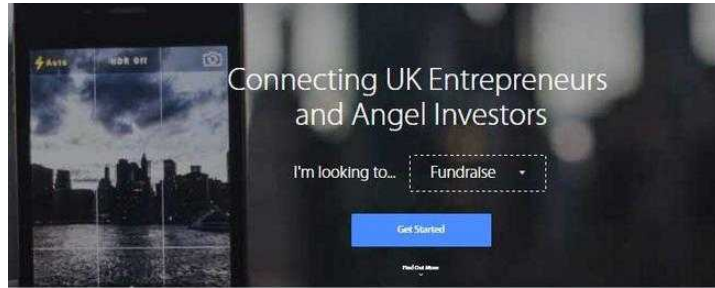 Auto HDR Off
Connecting UK Entrepreneurs
and Angel Investors
I'm looking to... Fundraise
Get Started
Find Out More